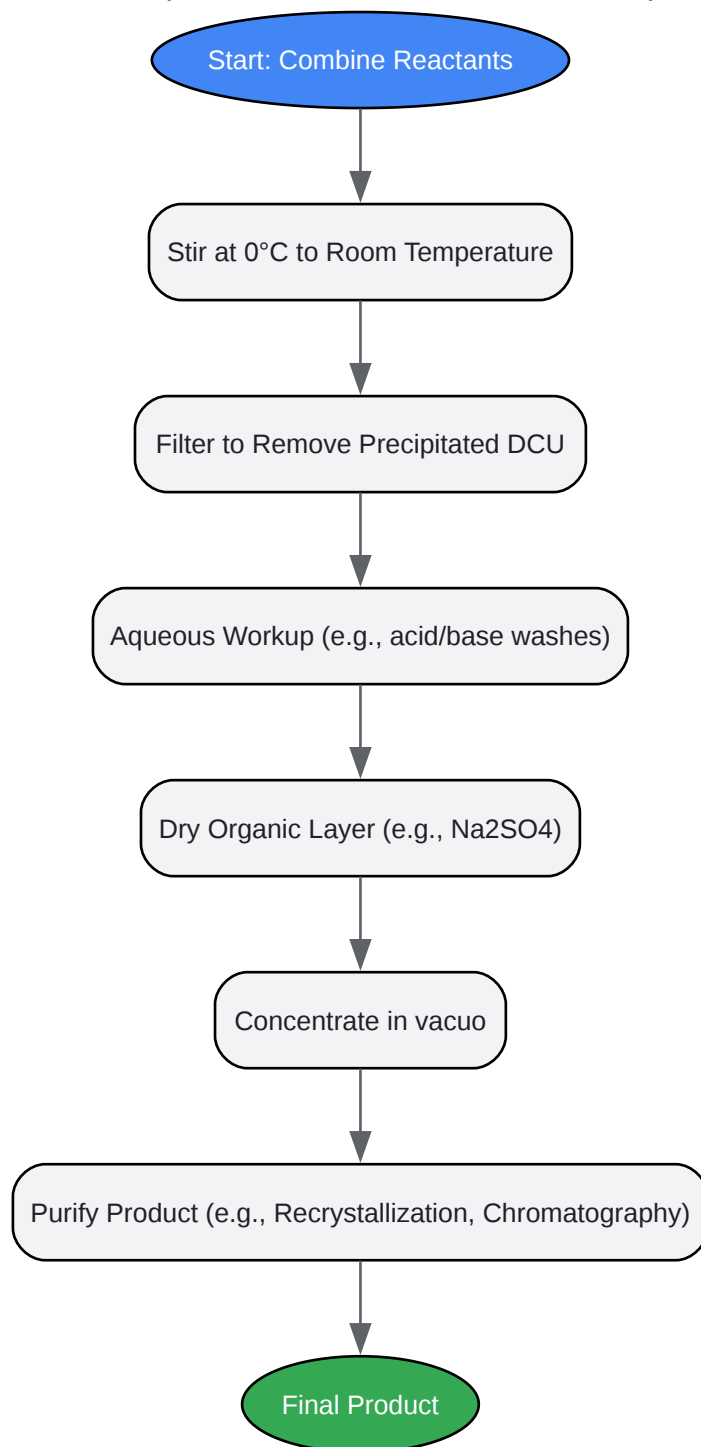 Start: Combine Reactants
Stir at 0°C to Room Temperature
Filter to Remove Precipitated DCU
Aqueous Workup (e.g., acid/base washes)
Dry Organic Layer (e.g., Na2SO4)
Concentrate in vacuo
Purify Product (e.g., Recrystallization, Chromatography)
Final Product